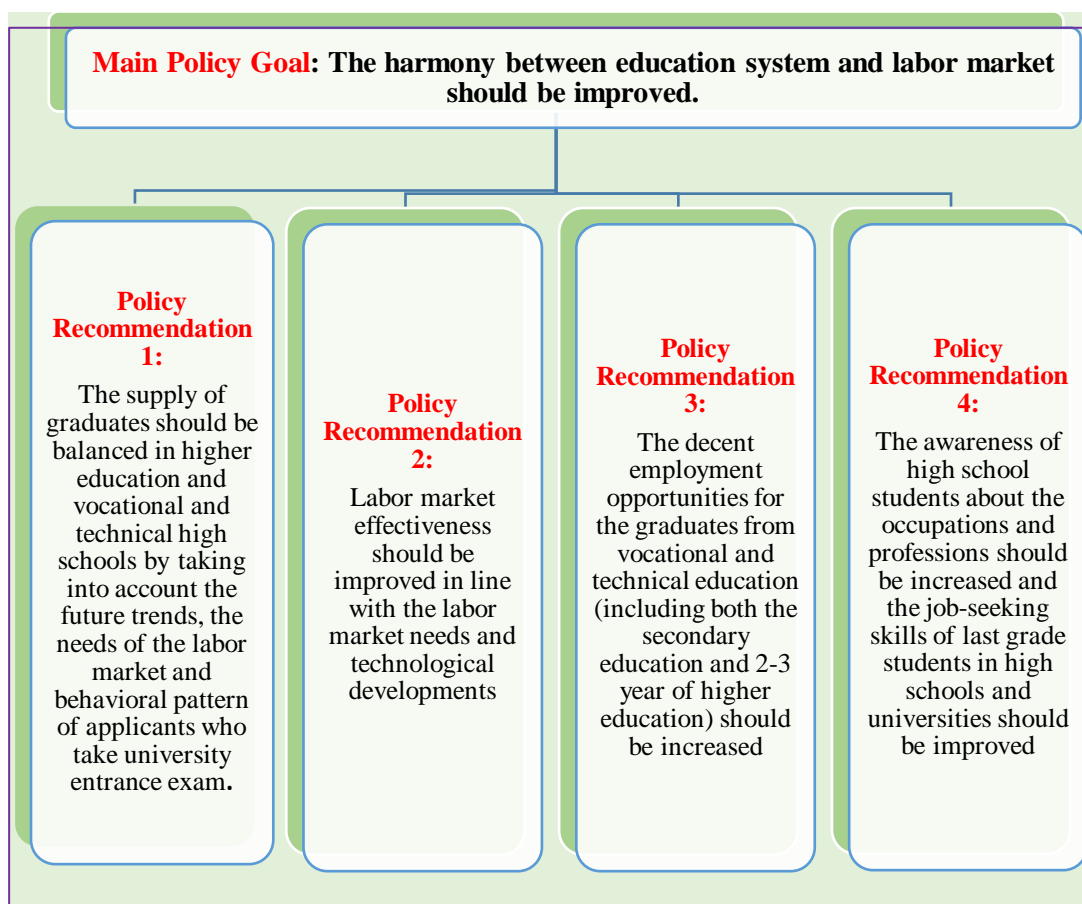 Main Policy Goal: The harmony between education system and labor market
should be improved.
Policy
Recommendation
1:
The supply of
graduates should be
balanced in higher
education and
vocational and
technical high
schools by taking
into account the
future trends, the
needs of the labor
market and
behavioral pattern
of applicants who
take university
entrance exam.
Policy
Recommendation
2:
Labor market
effectiveness
should be
improved in line
with the labor
market needs and
technological
developments
Policy
Recommendation
3:
The decent
employment
opportunities for
the graduates from
vocational and
technical education
(including both the
secondary
education and 2-3
year of higher
education) should
be increased
Policy
Recommendation
4:
The awareness of
high school
students about the
occupations and
professions should
be increased and
the job-seeking
skills of last grade
students in high
schools and
universities should
be improved